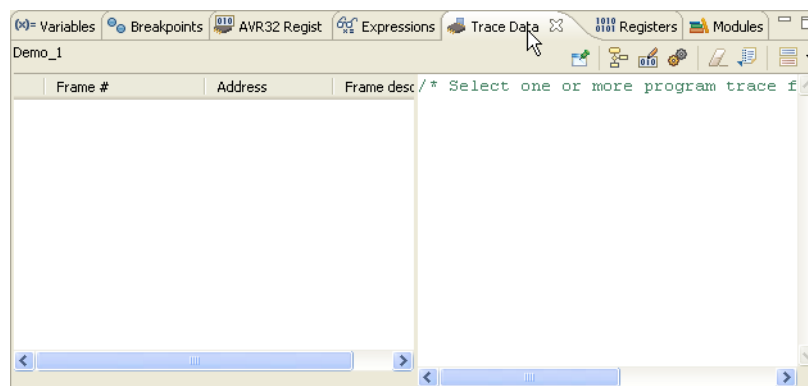 (x)= Variables Breakpoints AVR32 Regist Expressions Trace Data Registers Modules
Demo_1
Frame # Address Frame desc
/* Select one or more program trace f